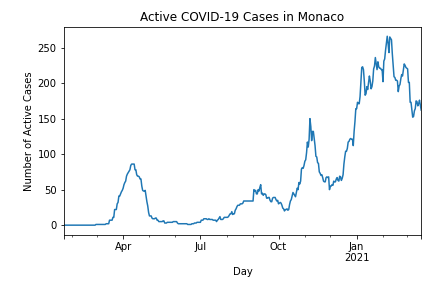 Active COVID-19 Cases in Monaco
Number of Active Cases
250
200
150
100
50
0
Apr
Jul
Oct
Jan
2021
Day